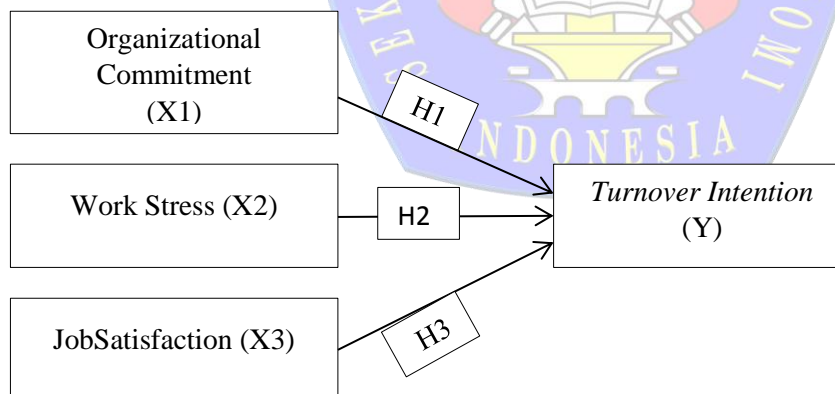 Organizational
Commitment
(X1)
H1
Work Stress (X2)
H2
Turnover Intention
(Y)
JobSatisfaction (X3)
H3
INDONESIA